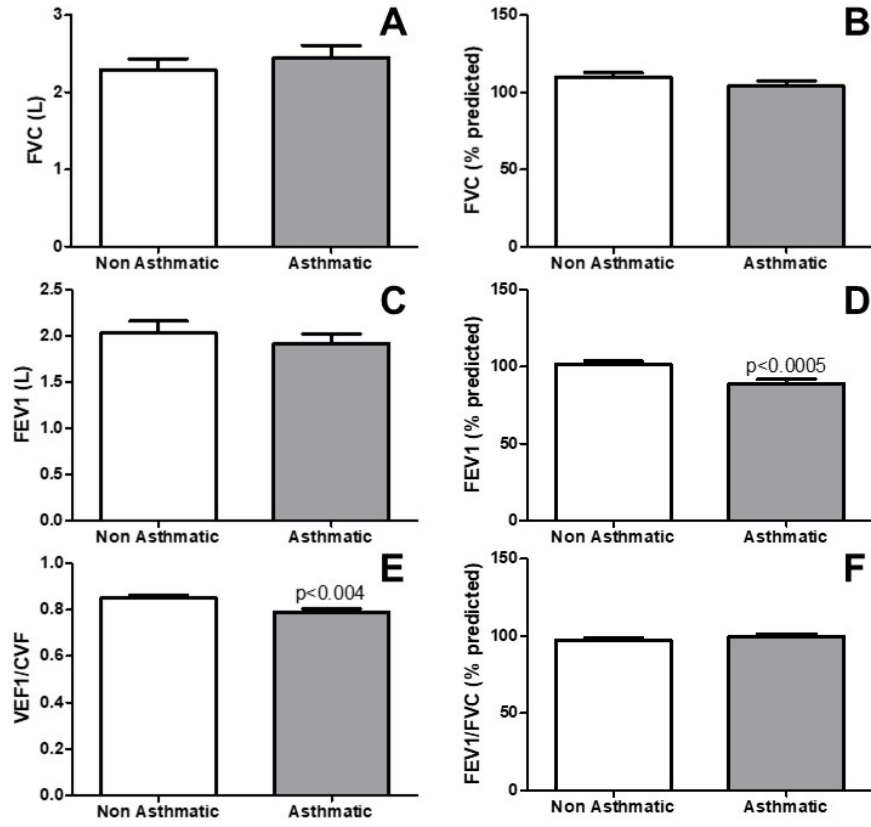 A
FVC (L)
3
2
1
0
Non Asthmatic Asthmatic
B
FVC (% predicted)
150
100
50
0
Non Asthmatic Asthmatic
C
FEV1 (L)
2.5
2.0
1.5
1.0
0.5
0.0
Non Asthmatic Asthmatic
D
FEV1 (% predicted)
150
100
50
0
p<0.0005
Non Asthmatic Asthmatic
E
VEF1/CVF
1.0
0.8
0.6
0.4
0.2
0.0
p<0.004
Non Asthmatic Asthmatic
F
FEV1/FVC (% predicted)
150
100
50
0
Non Asthmatic Asthmatic